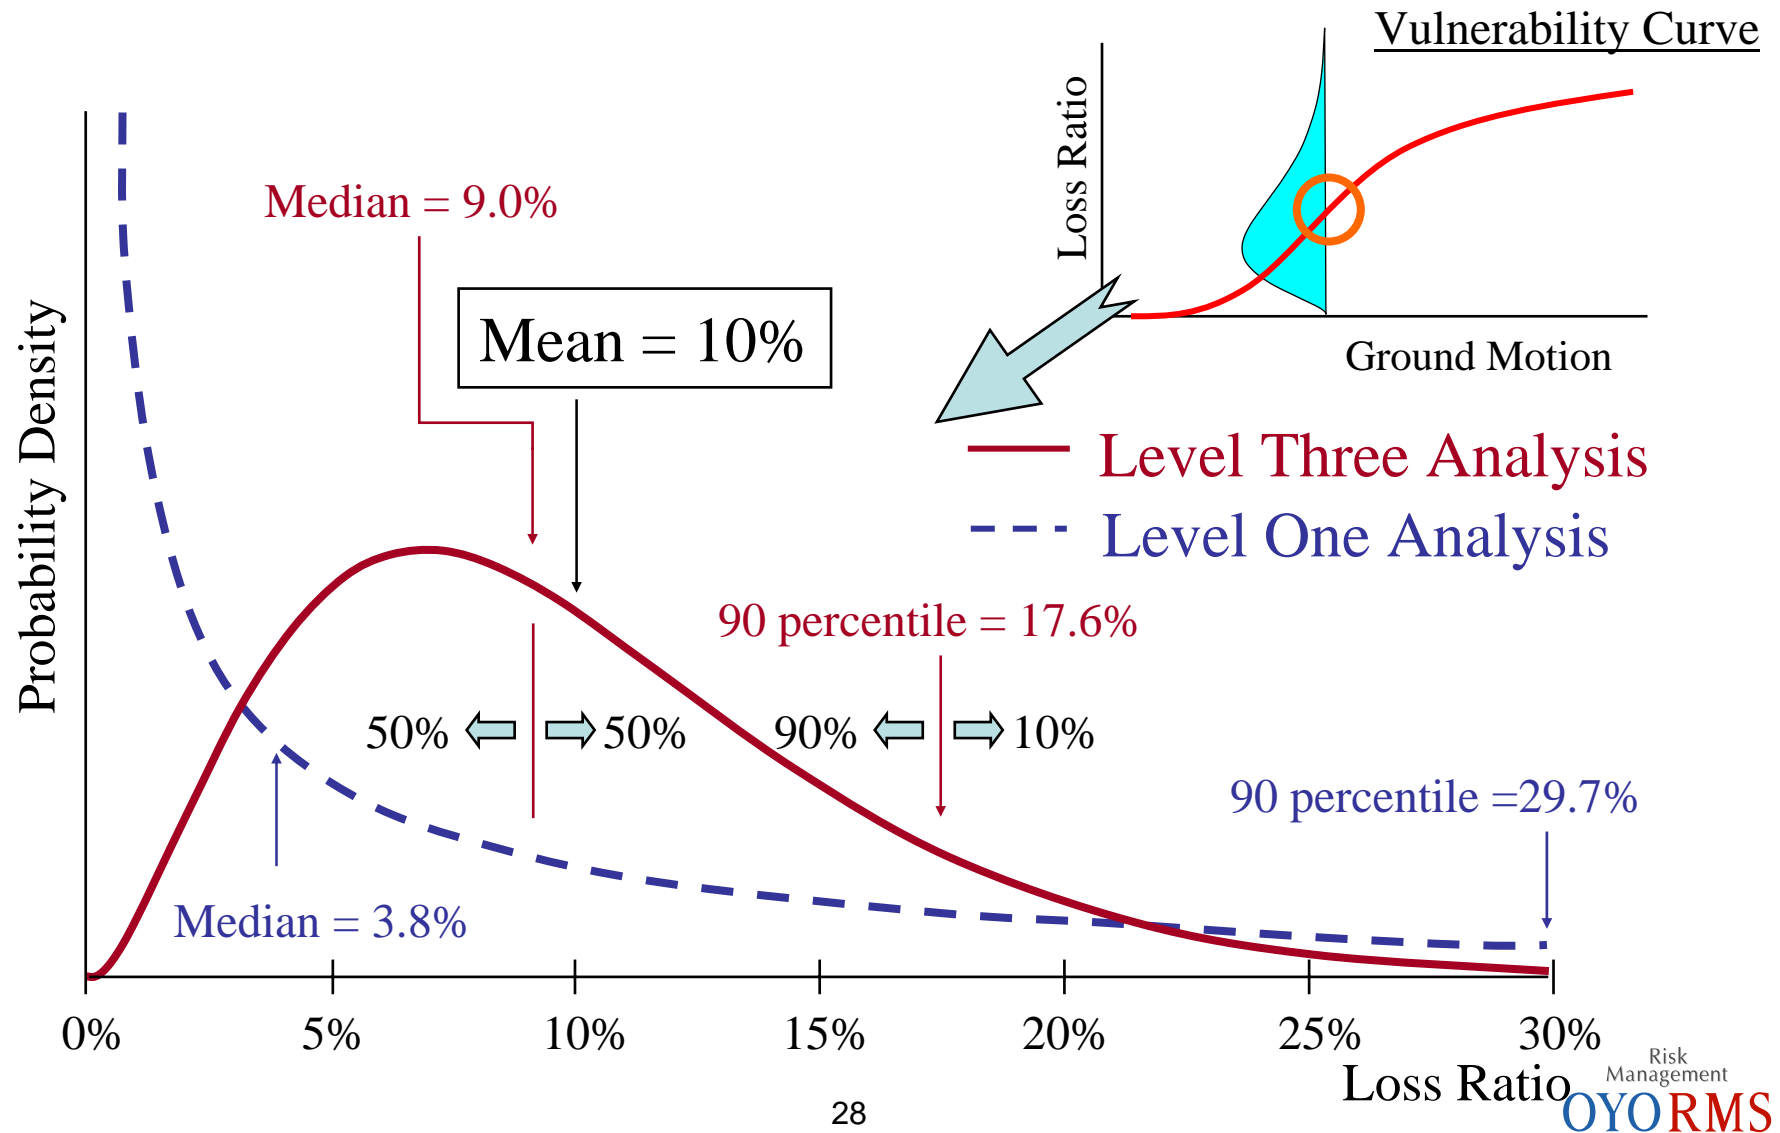 Vulnerability Curve
Loss Ratio
Ground Motion
Median = 9.0%
Mean = 10%
Probability Density
Level Three Analysis
Level One Analysis
90 percentile = 17.6%
50% 50%
90% 10%
90 percentile =29.7%
Median = 3.8%
0% 5% 10% 15% 20% 25% 30%
Loss Ratio
Risk
Management
OYO RMS
28